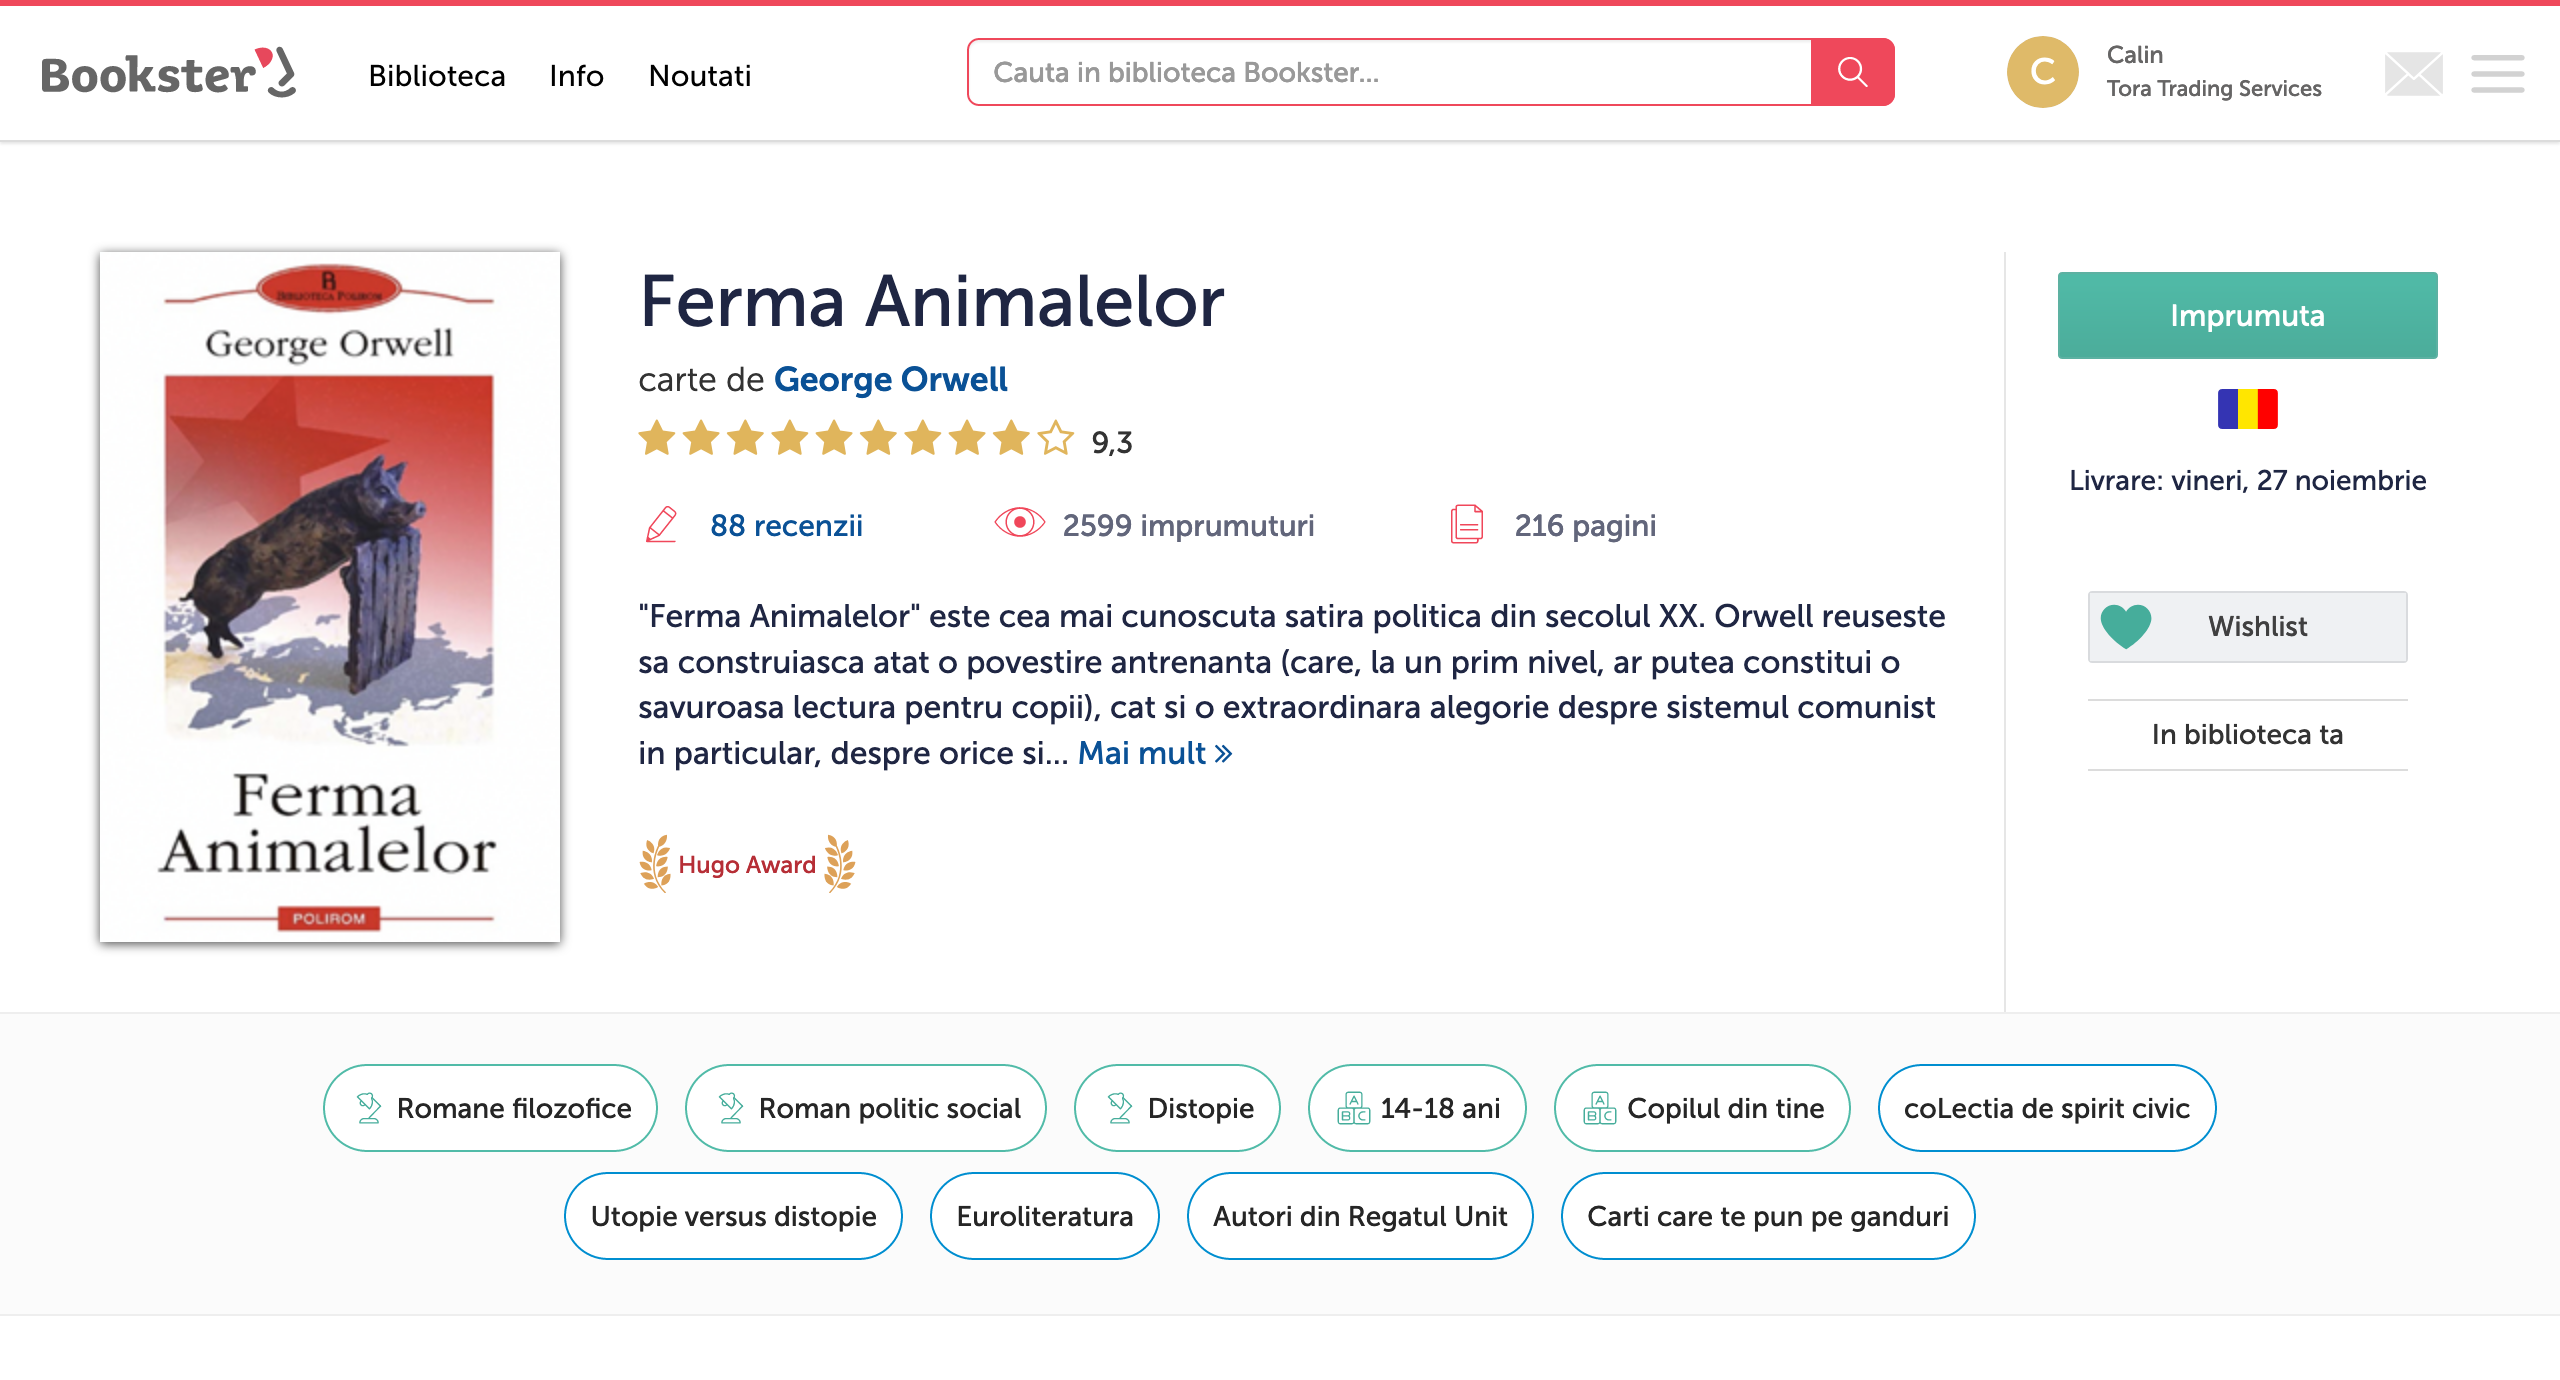 Bookster
Biblioteca
Info
Noutati
Cauta in biblioteca Bookster...
C
Calin
Tora Trading Services
B
BIBLIOTECA POLIROM
George Orwell
Ferma
Animalelor
POLIROM
Ferma Animalelor
carte de George Orwell
9,3
88 recenzii
2599 imprumuturi
216 pagini
"Ferma Animalelor" este cea mai cunoscuta satira politica din secolul XX. Orwell reuseste
sa construiasca atat o povestire antrenanta (care, la un prim nivel, ar putea constitui o
savuroasa lectura pentru copii), cat si o extraordinara alegorie despre sistemul comunist
in particular, despre orice si... Mai mult »
Hugo Award
Imprumuta
Livrare: vineri, 27 noiembrie
Wishlist
In biblioteca ta
Romane filozofice
Roman politic social
Distopie
A B C 14-18 ani
A B C Copilul din tine
coLectia de spirit civic
Utopie versus distopie
Euroliteratura
Autori din Regatul Unit
Carti care te pun pe ganduri